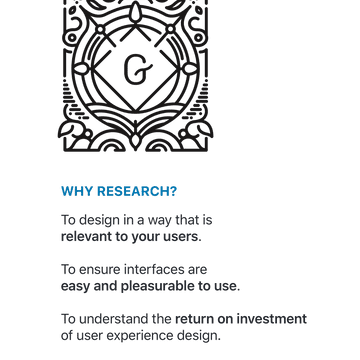 G
WHY RESEARCH?
To design in a way that is
relevant to your users.
To ensure interfaces are
easy and pleasurable to use.
To understand the return on investment
of user experience design.